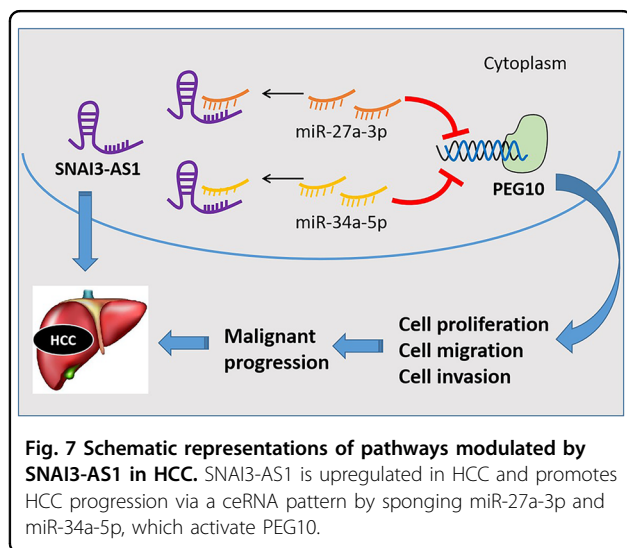 Cytoplasm
miR-27a-3p
SNAI3-AS1
PEG10
miR-34a-5p
HCC
Malignant
progression
Cell proliferation
Cell migration
Cell invasion
Fig. 7 Schematic representations of pathways modulated by
SNAI3-AS1 in HCC. SNAI3-AS1 is upregulated in HCC and promotes
HCC progression via a ceRNA pattern by sponging miR-27a-3p and
miR-34a-5p, which activate PEG10.